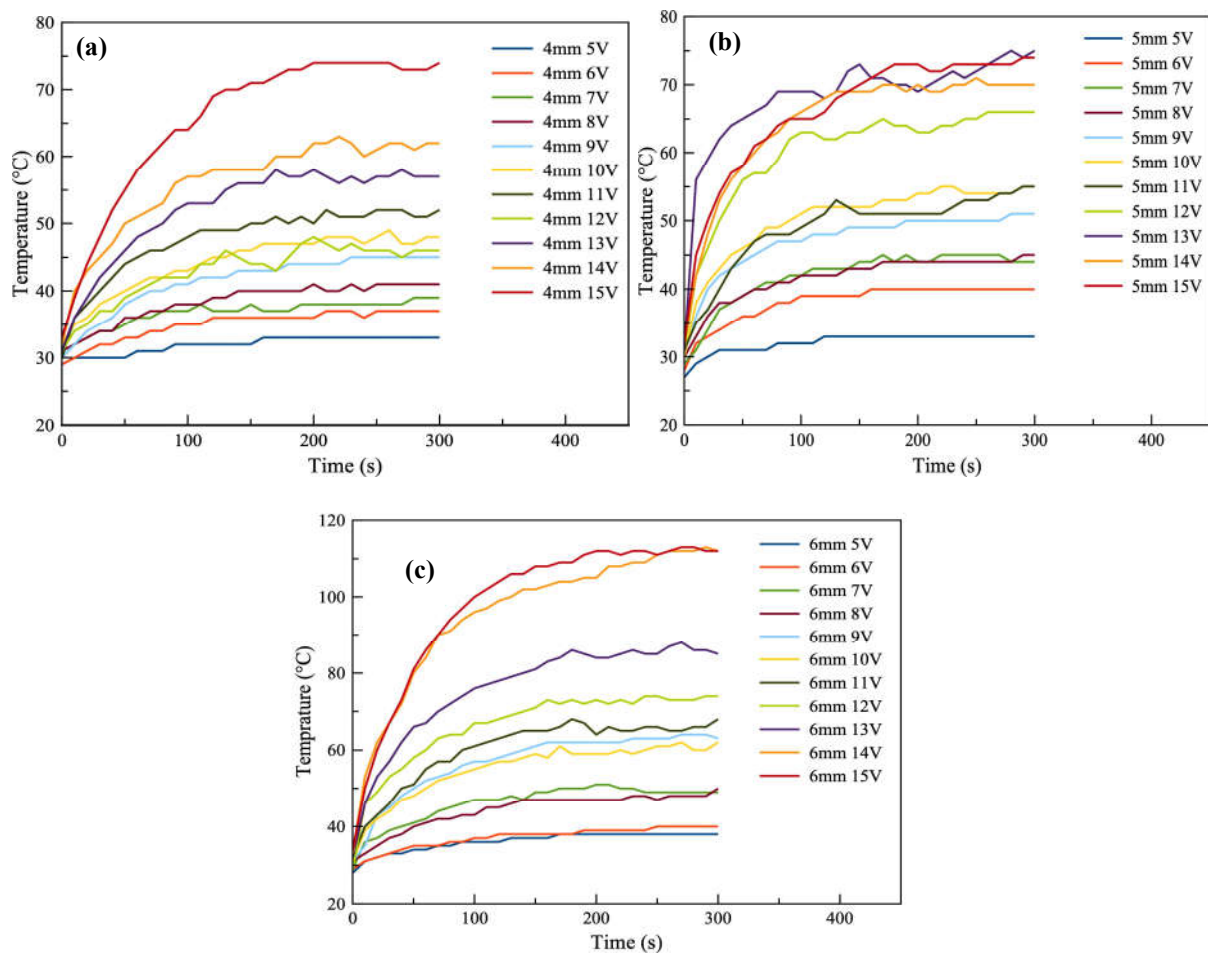 (a)
80
70
60
50
40
30
20
Temperature (°C)
0
100
200
300
400
Time (s)
4mm 5V
4mm 6V
4mm 7V
4mm 8V
4mm 9V
4mm 10V
4mm 11V
4mm 12V
4mm 13V
4mm 14V
4mm 15V
(b)
80
70
60
50
40
30
20
Temperature (°C)
0
100
200
300
400
Time (s)
5mm 5V
5mm 6V
5mm 7V
5mm 8V
5mm 9V
5mm 10V
5mm 11V
5mm 12V
5mm 13V
5mm 14V
5mm 15V
(c)
120
100
80
60
40
20
Temprature (°C)
0
100
200
300
400
Time (s)
6mm 5V
6mm 6V
6mm 7V
6mm 8V
6mm 9V
6mm 10V
6mm 11V
6mm 12V
6mm 13V
6mm 14V
6mm 15V